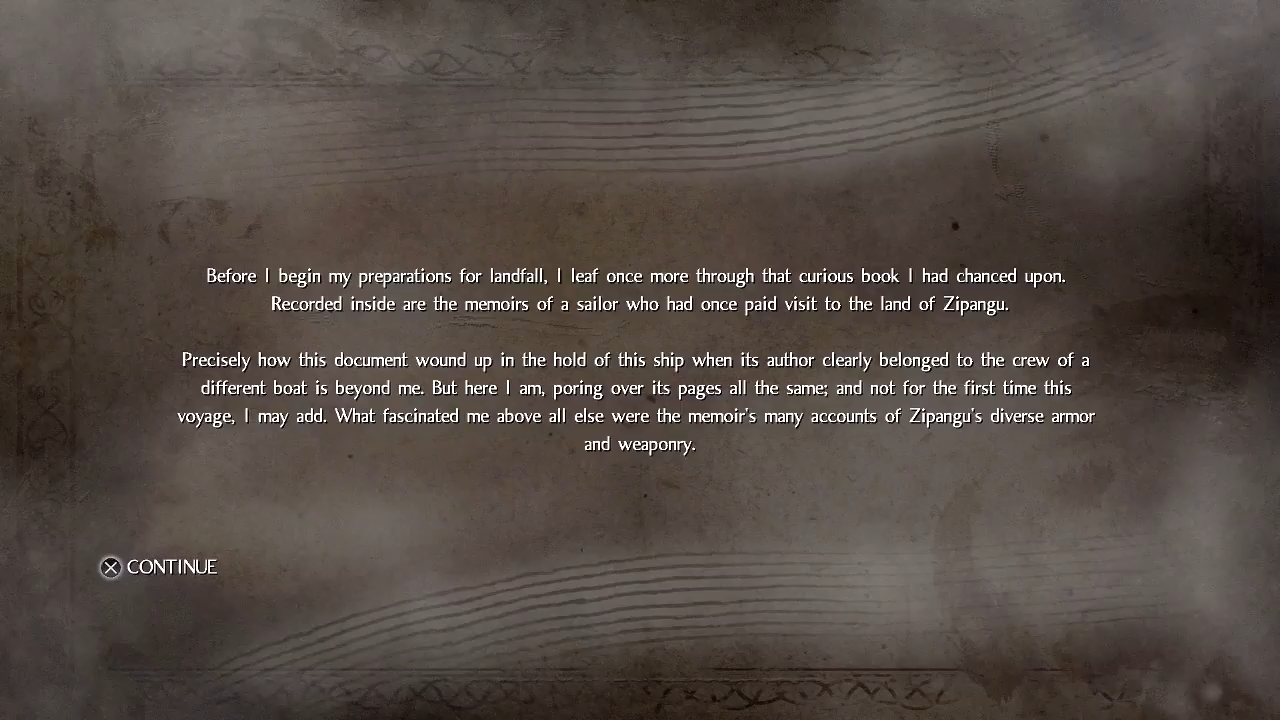 Before I begin my preparations for landfall, I leaf once more through that curious book I had chanced upon.
Recorded inside are the memoirs of a sailor who had once paid visit to the land of Zipangu.
Precisely how this document wound up in the hold of this ship when its author clearly belonged to the crew of a
different boat is beyond me. But here I am, poring over its pages all the same; and not for the first time this
voyage, I may add. What fascinated me above all else were the memoir's many accounts of Zipangu's diverse armor
and weaponry.
CONTINUE